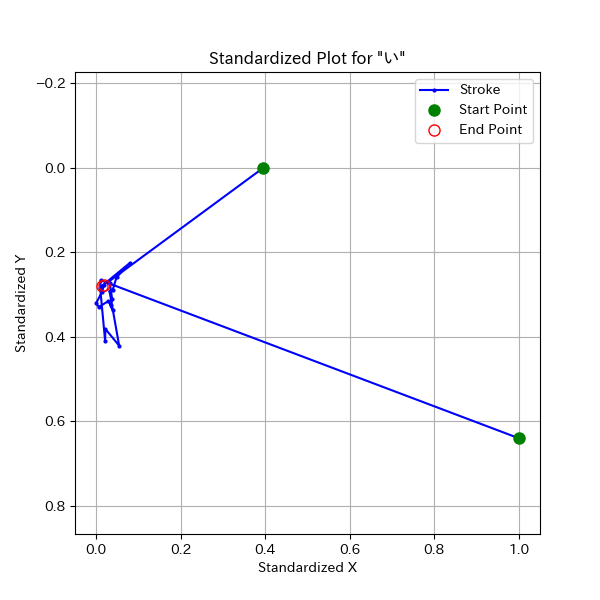 Standardized Plot for "い"
Stroke
Start Point
End Point
Standardized Y
−0.2
0.0
0.2
0.4
0.6
0.8
0.0 0.2 0.4 0.6 0.8 1.0
Standardized X